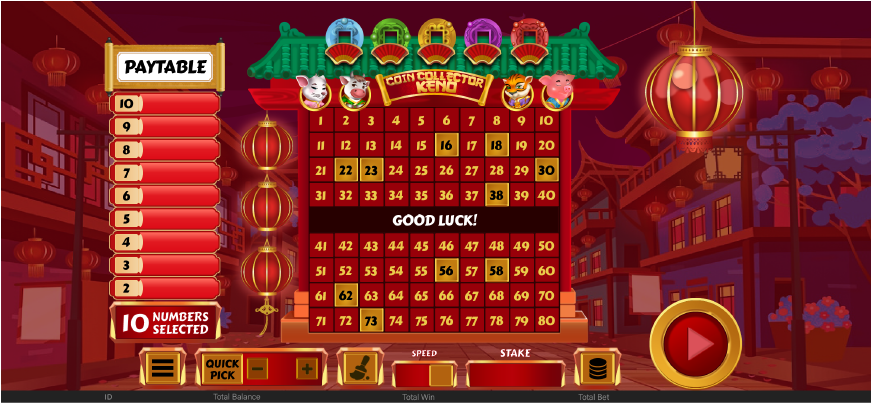 PAYTABLE
10
9
8
7
6
5
4
3
2
10 NUMBERS
SELECTED
COIN COLLECTOR
KENO
1 2 3 4 5 6 7 8 9 10
11 12 13 14 15 16 17 18 19 20
21 22 23 24 25 26 27 28 29 30
31 32 33 34 35 36 37 38 39 40
GOOD LUCK!
41 42 43 44 45 46 47 48 49 50
51 52 53 54 55 56 57 58 59 60
61 62 63 64 65 66 67 68 69 70
71 72 73 74 75 76 77 78 79 80
QUICK
PICK
- +
SPEED
STAKE
ID Total Balance Total Win Total Bet